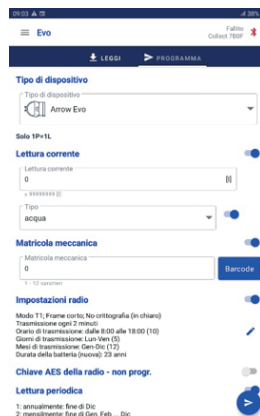 09:03
38%
Evo
Fallito
Collect 7B0F
LEGGI
PROGRAMMA
Tipo di dispositivo
Tipo di dispositivo
Arrow Evo
Solo 1P=1L
Lettura corrente
Lettura corrente
0
[l]
≤ 99999999 [l]
Tipo
acqua
Matricola meccanica
Matricola meccanica
0
Barcode
1 - 12 caratteri
Impostazioni radio
Modo T1; Frame corto; No crittografia (in chiaro)
Trasmissione ogni 2 minuti
Orario di trasmissione: dalle 8:00 alle 18:00 (10)
Giorni di trasmissione: Lun-Ven (5)
Mesi di trasmissione: Gen-Dic (12)
Durata della batteria (nuova): 23 anni
Chiave AES della radio - non progr.
Lettura periodica
1: annualmente: fine di Dic
2: mensilmente: fine di Gen, Feb ... Dic